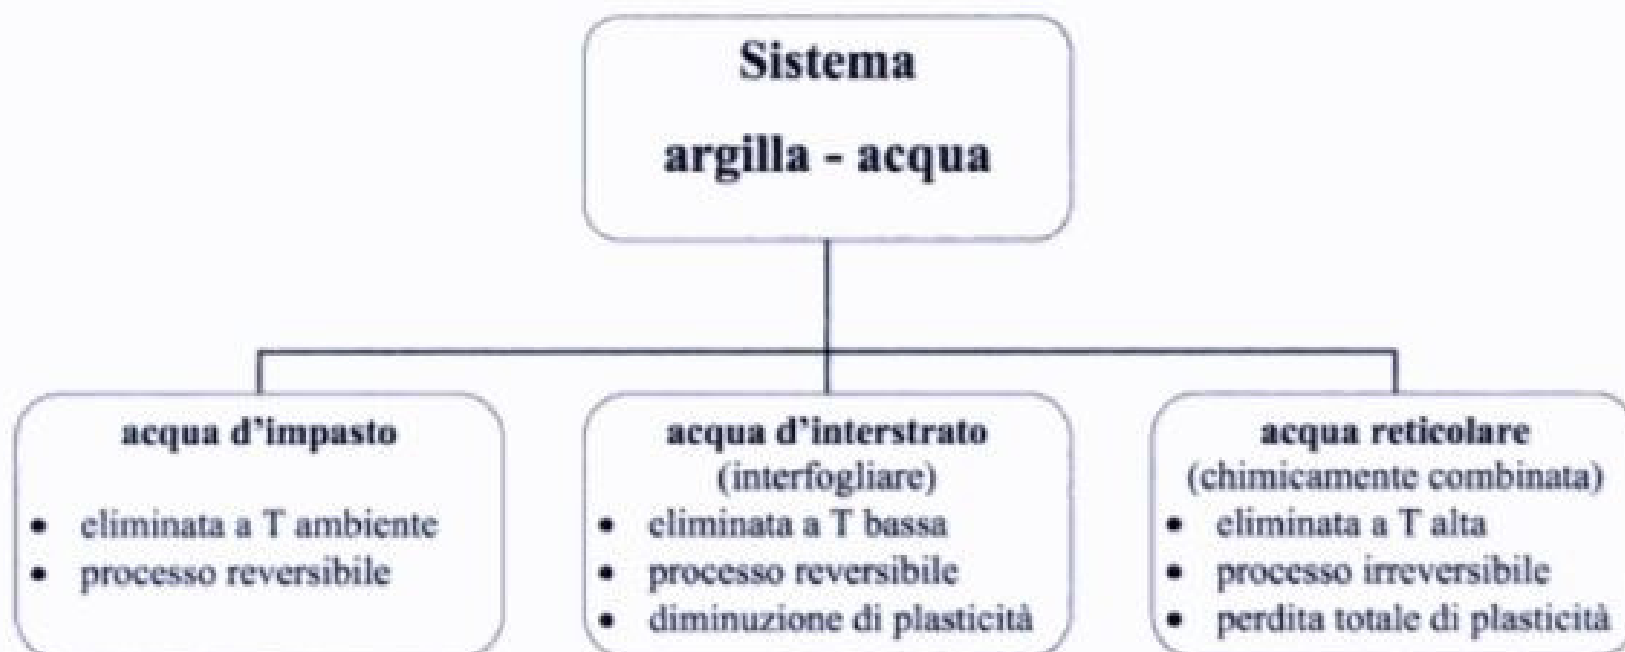 Sistema
argilla - acqua
acqua d'impasto
• eliminata a T ambiente
• processo reversibile
acqua d'interstrato
(interfogliare)
• eliminata a T bassa
• processo reversibile
• diminuzione di plasticità
acqua reticolare
(chimicamente combinata)
• eliminata a T alta
• processo irreversibile
• perdita totale di plasticità